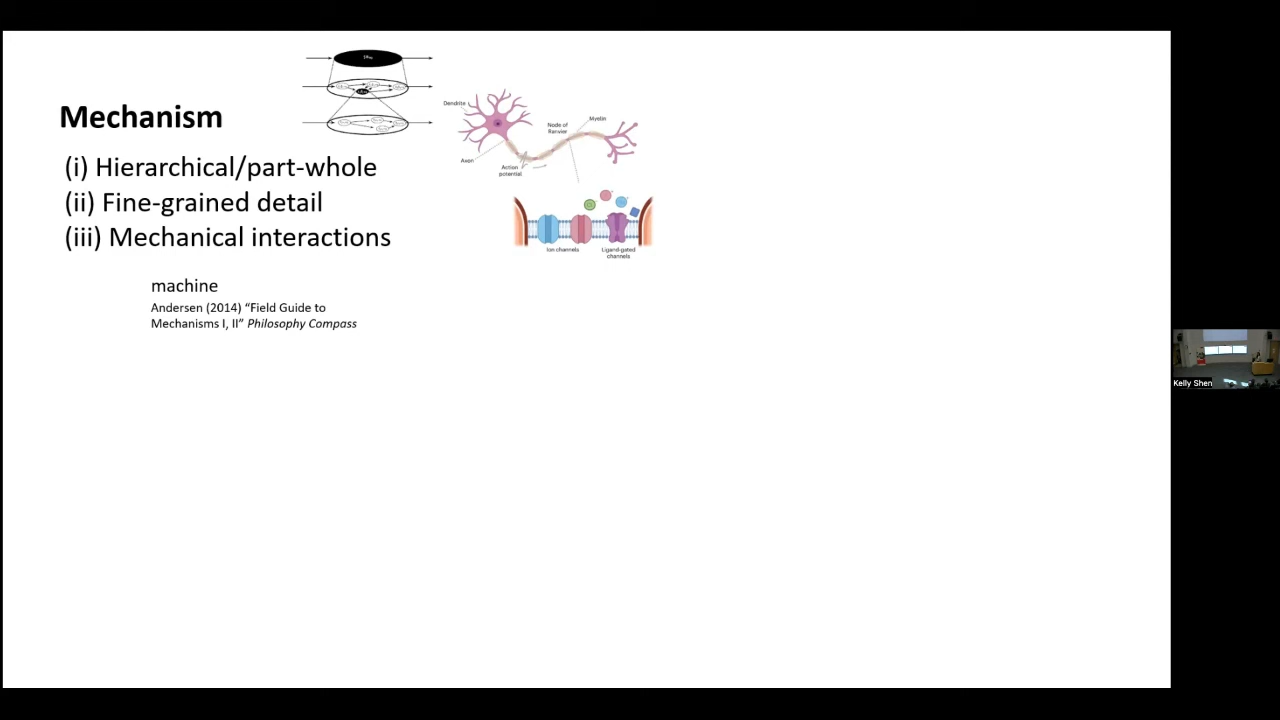 Mechanism
(i) Hierarchical/part-whole
(ii) Fine-grained detail
(iii) Mechanical interactions
machine
Andersen (2014) “Field Guide to
Mechanisms I, II” Philosophy Compass
Dendrite
Axon
Action
potential
Node of
Ranvier
Myelin
Ion channels
Ligand-gated
channels
Kelly Shen